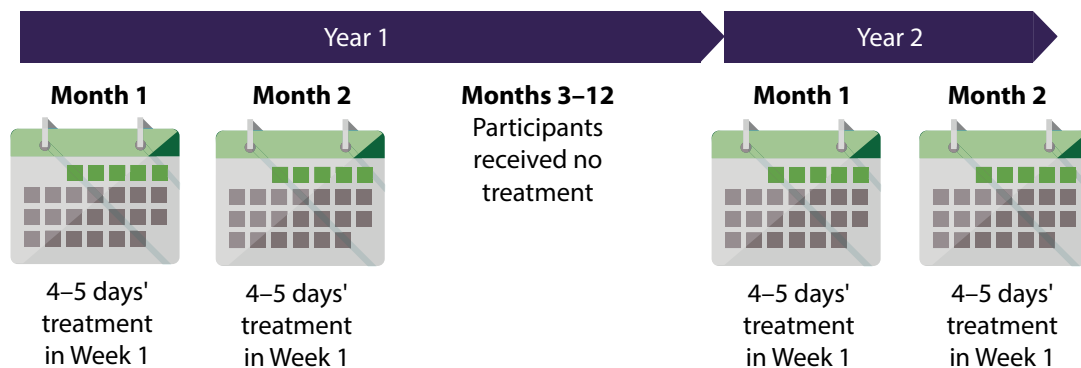 Year 1
Year 2
Month 1
Month 2
Months 3–12
Participants
received no
treatment
Month 1
Month 2
4–5 days'
treatment
in Week 1
4–5 days'
treatment
in Week 1
4–5 days'
treatment
in Week 1
4–5 days'
treatment
in Week 1